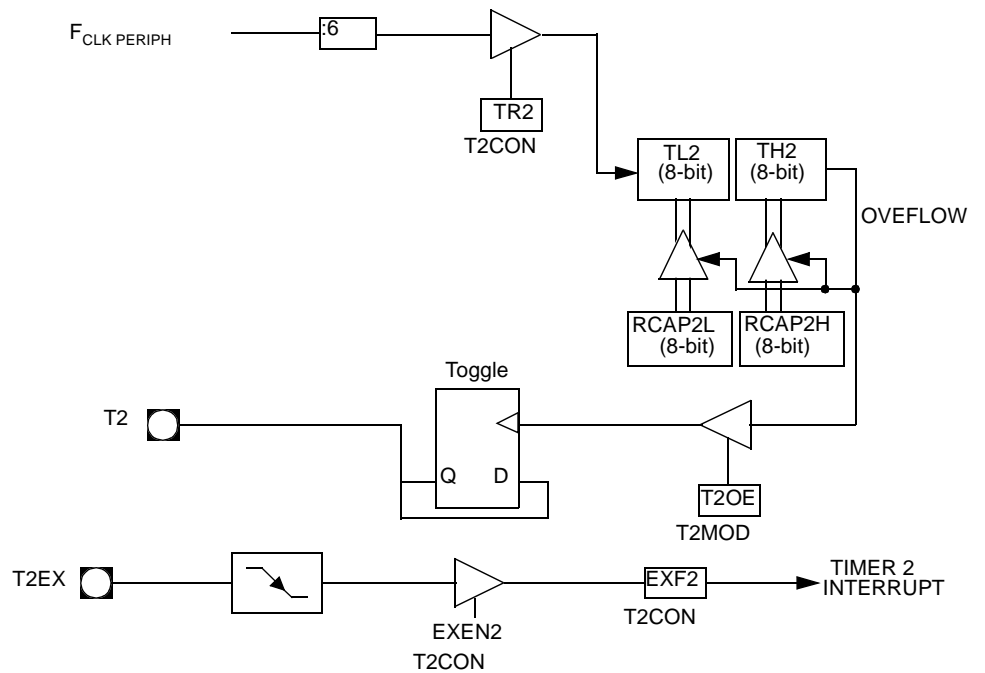 FCLK PERIPH
:6
TR2
T2CON
TL2
(8-bit)
TH2
(8-bit)
OVEFLOW
RCAP2L
(8-bit)
RCAP2H
(8-bit)
Toggle
T2
Q
D
T2OE
T2MOD
T2EX
EXEN2
T2CON
EXF2
T2CON
TIMER 2
INTERRUPT